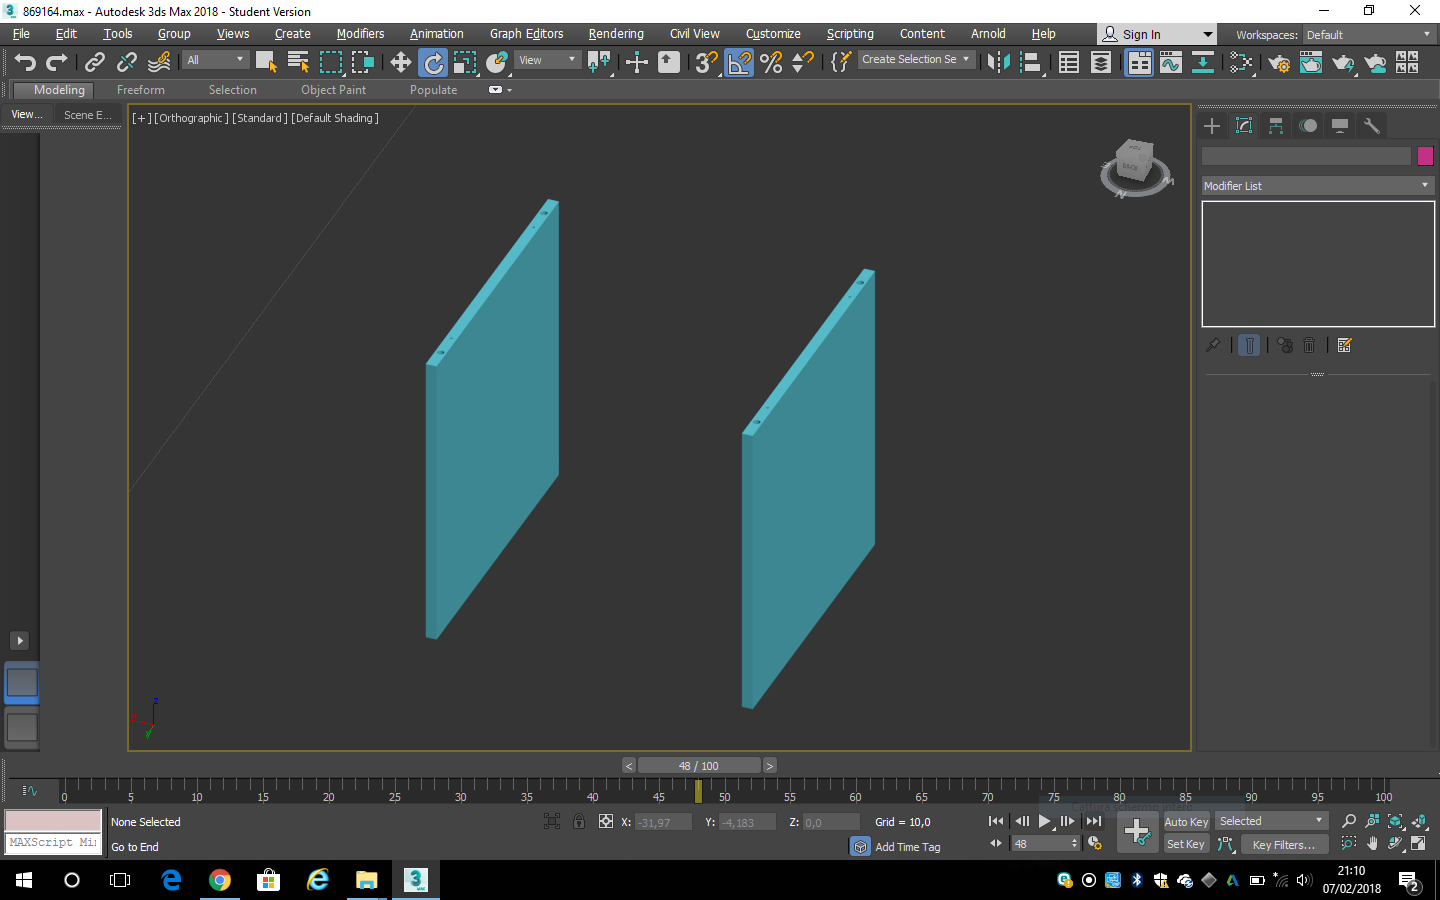 869164.max - Autodesk 3ds Max 2018 - Student Version
File Edit Tools Group Views Create Modifiers Animation Graph Editors Rendering Civil View Customize Scripting Content Arnold Help Sign In Workspaces: Default
All View Create Selection Se
Modeling Freeform Selection Object Paint Populate
View... Scene E...
[+] [Orthographic] [Standard] [Default Shading]
Modifier List
z
< 48 / 100 >
0 5 10 15 20 25 30 35 40 45 50 55 60 65 70 75 80 85 90 95 100
None Selected X: -31,97 Y: -4,183 Z: 0,0 Grid = 10,0 Auto Key Selected
MAXScript Mi
Go to End Add Time Tag 48 Set Key Key Filters...
21:10
07/02/2018
2